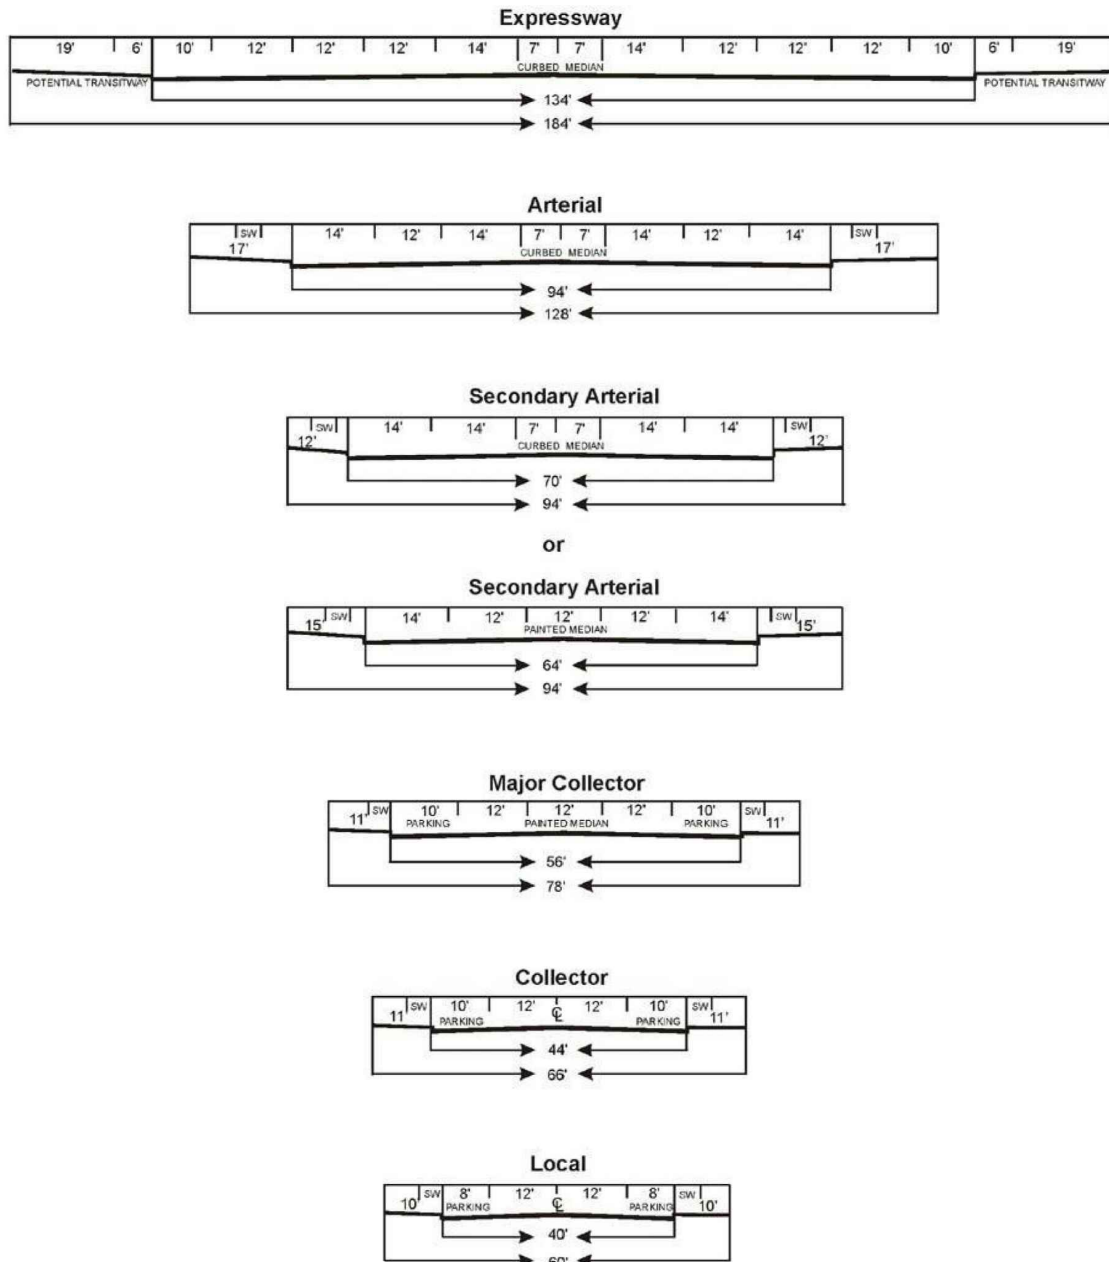 Expressway
19' 6' 10' 12' 12' 12' 14' 7' 7' 14' 12' 12' 12' 10' 6' 19'
CURBED MEDIAN
POTENTIAL TRANSITWAY POTENTIAL TRANSITWAY
134'
184'
Arterial
SW 14' 12' 14' 7' 7' 14' 12' 14' SW
17' 17'
CURBED MEDIAN
94'
128'
Secondary Arterial
SW 14' 14' 7' 7' 14' 14' SW
12' 12'
CURBED MEDIAN
70'
94'
or
Secondary Arterial
SW 14' 12' 12' 12' 14' SW
15' 15'
PAINTED MEDIAN
64'
94'
Major Collector
SW 10' 12' 12' 12' 10' SW
11' PARKING PAINTED MEDIAN PARKING 11'
56'
78'
Collector
SW 10' 12' CL 12' 10' SW
11 PARKING PARKING 11'
44'
66'
Local
SW 8' 12' CL 12' 8' SW
10' PARKING PARKING 10'
40'
60'